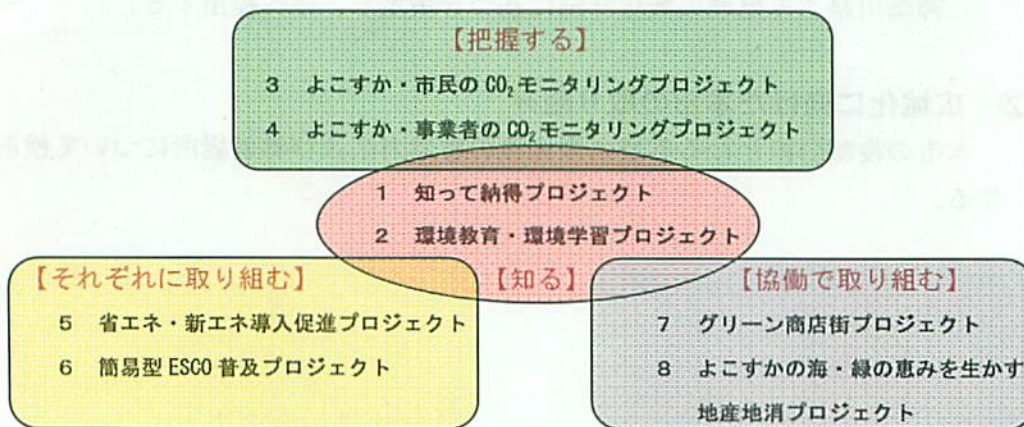 【把握する】
3 よこすか・市民のCO₂モニタリングプロジェクト
4 よこすか・事業者のCO₂モニタリングプロジェクト
1 知って納得プロジェクト
2 環境教育・環境学習プロジェクト
【知る】
【それぞれに取り組む】
5 省エネ・新エネ導入促進プロジェクト
6 簡易型ESCO普及プロジェクト
【協働で取り組む】
7 グリーン商店街プロジェクト
8 よこすかの海・緑の恵みを生かす
地産地消プロジェクト